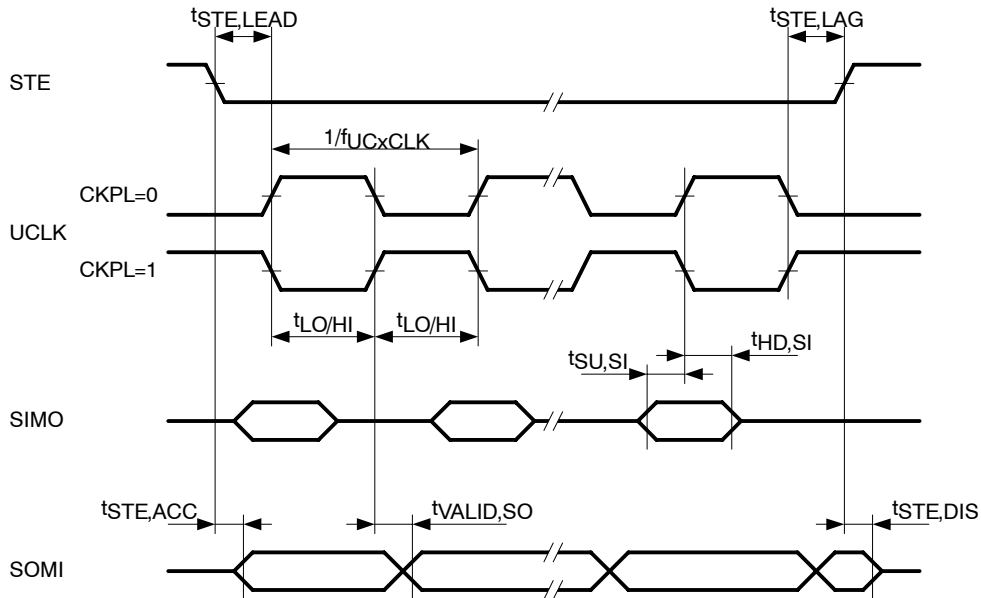 tSTE,LEAD
tSTE,LAG
STE
1/fUCxCLK
CKPL=0
UCLK
CKPL=1
tLO/HI
tLO/HI
tHD,SI
tSU,SI
SIMO
tSTE,ACC
tVALID,SO
tSTE,DIS
SOMI